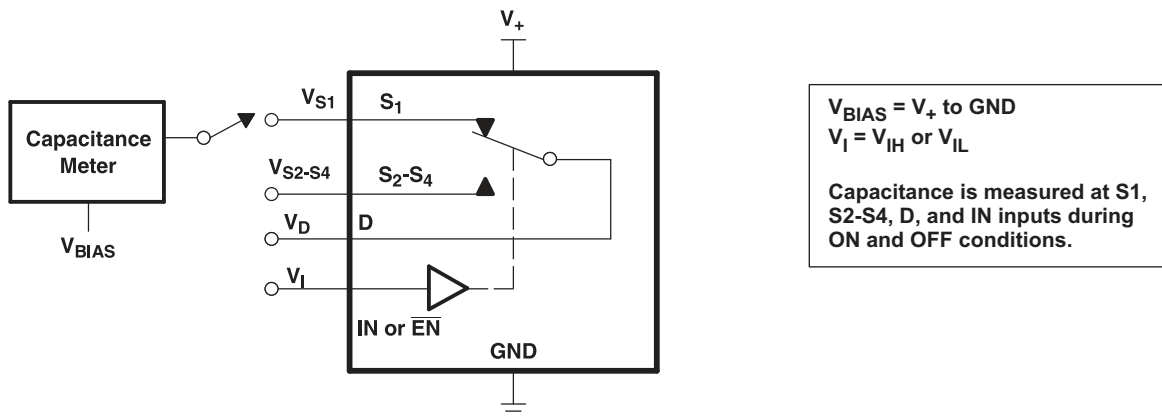 V+
Capacitance
Meter
VBIAS
VS1
S1
VS2-S4
S2-S4
VD
D
VI
IN or E̅N̅
GND
VBIAS = V+ to GND
VI = VIH or VIL
Capacitance is measured at S1,
S2-S4, D, and IN inputs during
ON and OFF conditions.